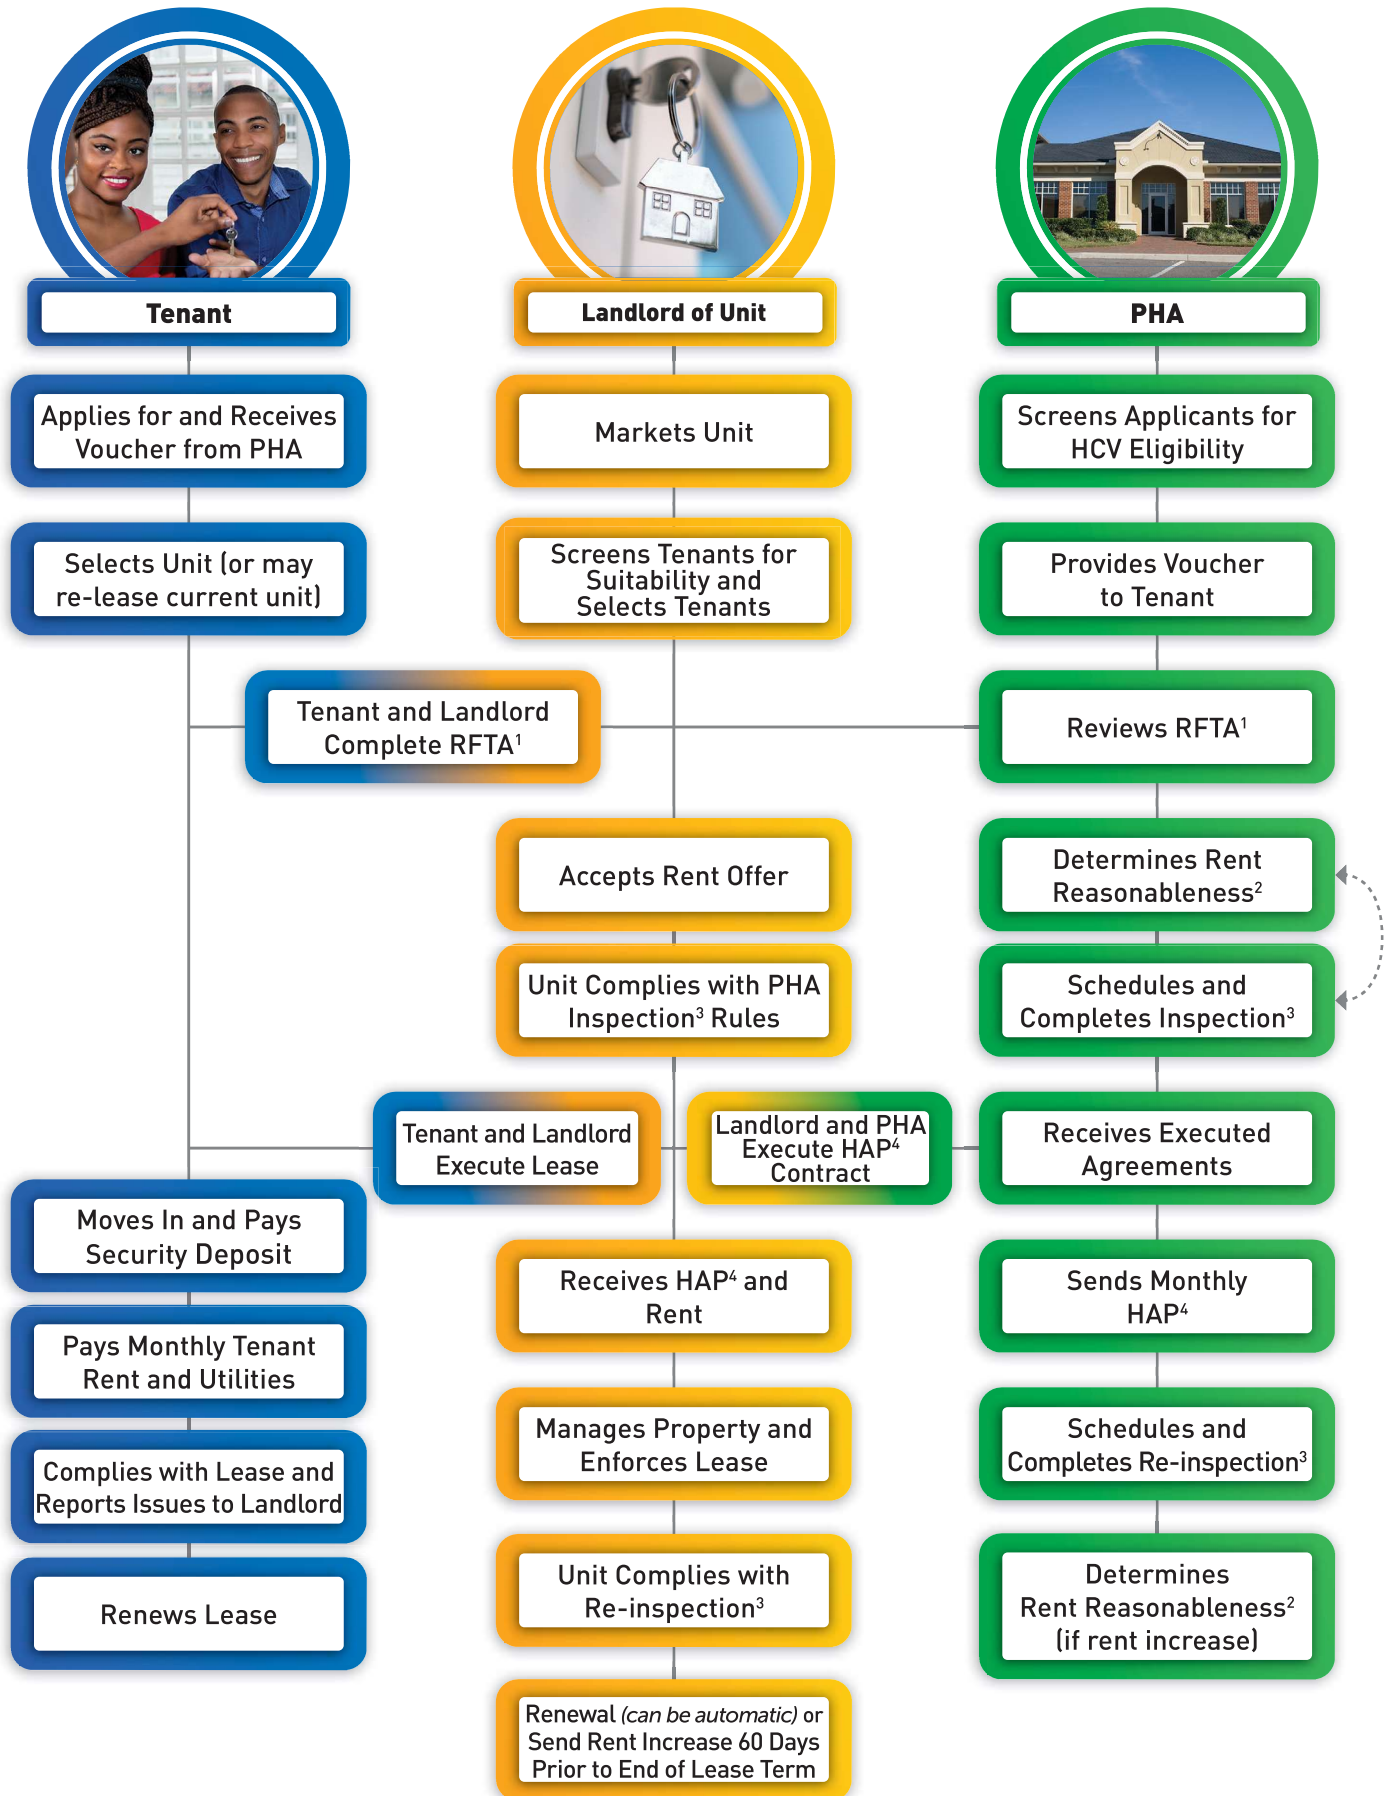 Tenant
Landlord of Unit
PHA
Applies for and Receives
Voucher from PHA
Markets Unit
Screens Applicants for
HCV Eligibility
Selects Unit (or may
re-lease current unit)
Screens Tenants for
Suitability and
Selects Tenants
Provides Voucher
to Tenant
Tenant and Landlord
Complete RFTA¹
Reviews RFTA¹
Accepts Rent Offer
Determines Rent
Reasonableness²
Unit Complies with PHA
Inspection³ Rules
Schedules and
Completes Inspection³
Tenant and Landlord
Execute Lease
Landlord and PHA
Execute HAP⁴
Contract
Receives Executed
Agreements
Moves In and Pays
Security Deposit
Receives HAP⁴ and
Rent
Sends Monthly
HAP⁴
Pays Monthly Tenant
Rent and Utilities
Manages Property and
Enforces Lease
Schedules and
Completes Re-inspection³
Complies with Lease and
Reports Issues to Landlord
Unit Complies with
Re-inspection³
Determines
Rent Reasonableness²
(if rent increase)
Renews Lease
Renewal (can be automatic) or
Send Rent Increase 60 Days
Prior to End of Lease Term